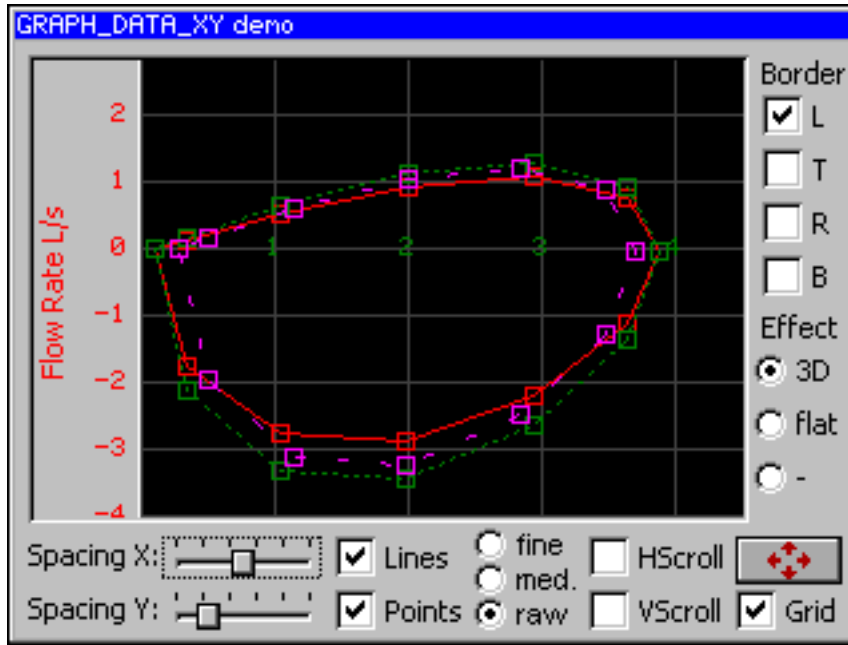 GRAPH_DATA_XY demo
Border
L
T
R
B
Effect
3D
flat
-
Flow Rate L/s
2
1
0
-1
-2
-3
-4
1
2
3
4
Spacing X:
Lines
fine
med.
raw
HScroll
Spacing Y:
Points
VScroll
Grid